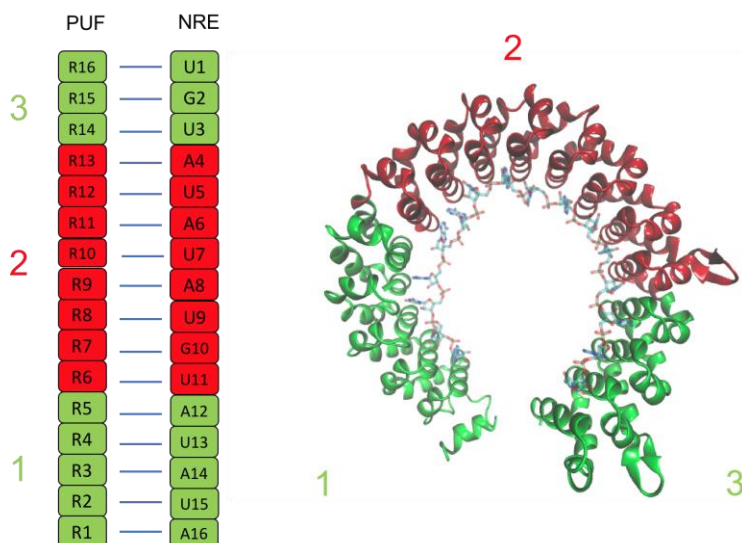 PUF NRE
2
R16 U1
R15 G2
3
R14 U3
R13 A4
R12 U5
R11 A6
2
R10 U7
R9 A8
R8 U9
R7 G10
R6 U11
R5 A12
R4 U13
1
R3 A14
R2 U15
R1 A16
1 3